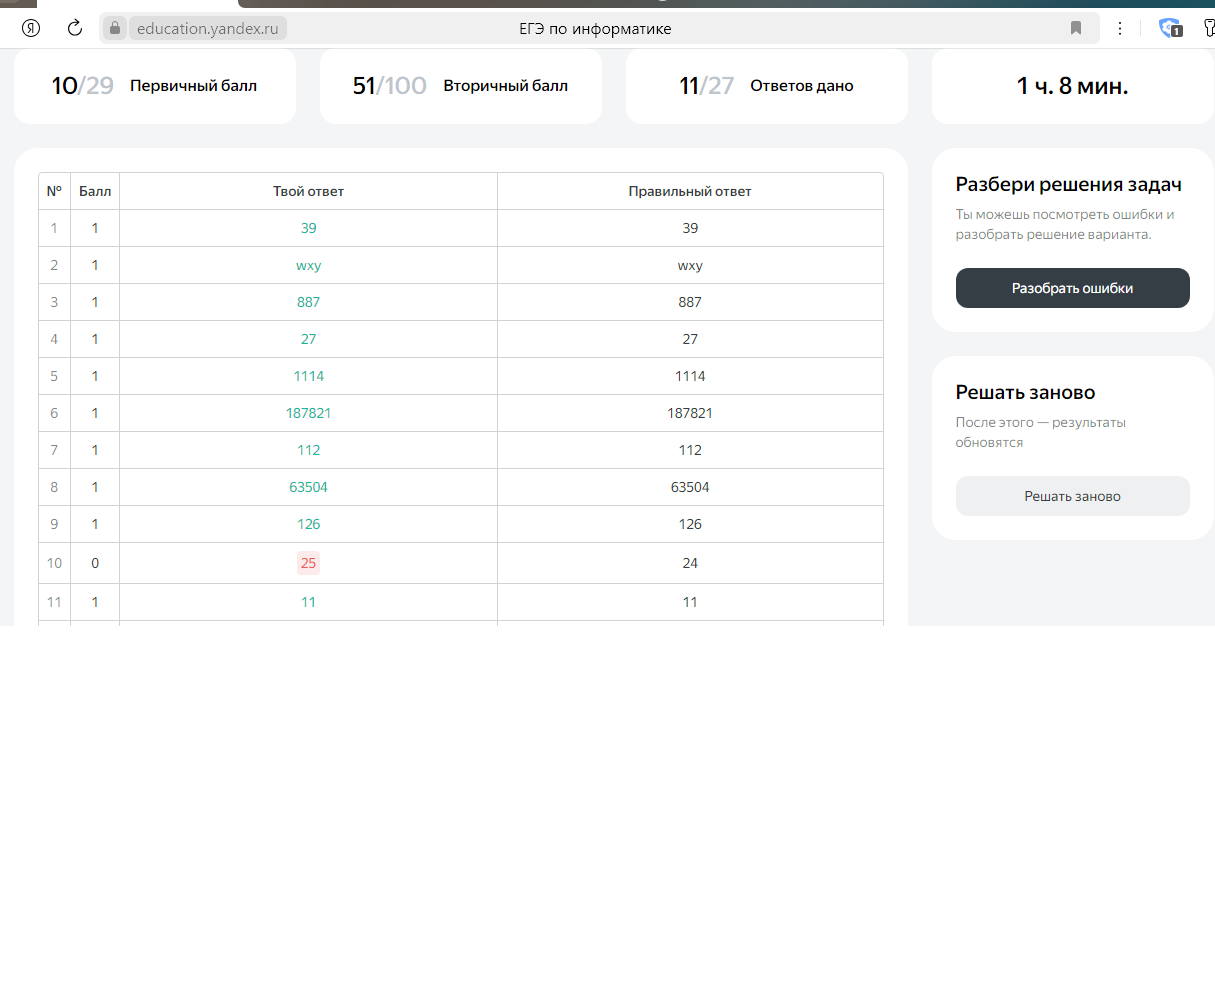 education.yandex.ru ЕГЭ по информатике 1
10/29 Первичный балл 51/100 Вторичный балл 11/27 Ответов дано 1 ч. 8 мин.
№ Балл Твой ответ Правильный ответ
1 1 39 39
2 1 wxy wxy
3 1 887 887
4 1 27 27
5 1 1114 1114
6 1 187821 187821
7 1 112 112
8 1 63504 63504
9 1 126 126
10 0 25 24
11 1 11 11
Разбери решения задач
Ты можешь посмотреть ошибки и
разобрать решение варианта.
Разобрать ошибки
Решать заново
После этого — результаты
обновятся
Решать заново